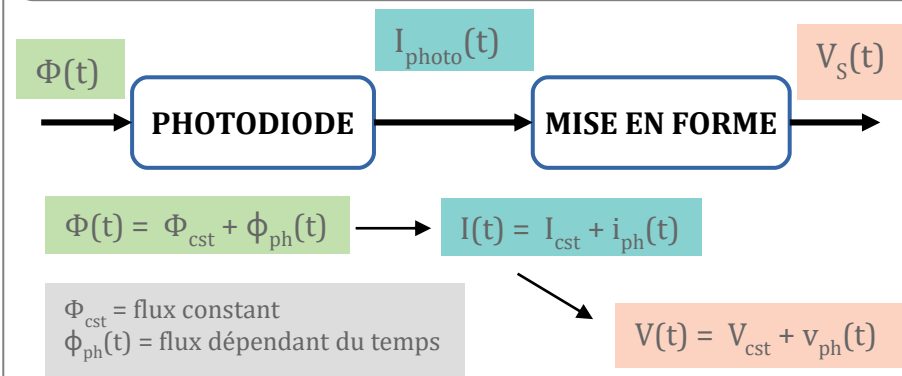 Φ(t)
I_photo(t)
V_S(t)
PHOTODIODE
MISE EN FORME
Φ(t) = Φ_cst + ϕ_ph(t)
I(t) = I_cst + i_ph(t)
Φ_cst = flux constant
ϕ_ph(t) = flux dépendant du temps
V(t) = V_cst + v_ph(t)